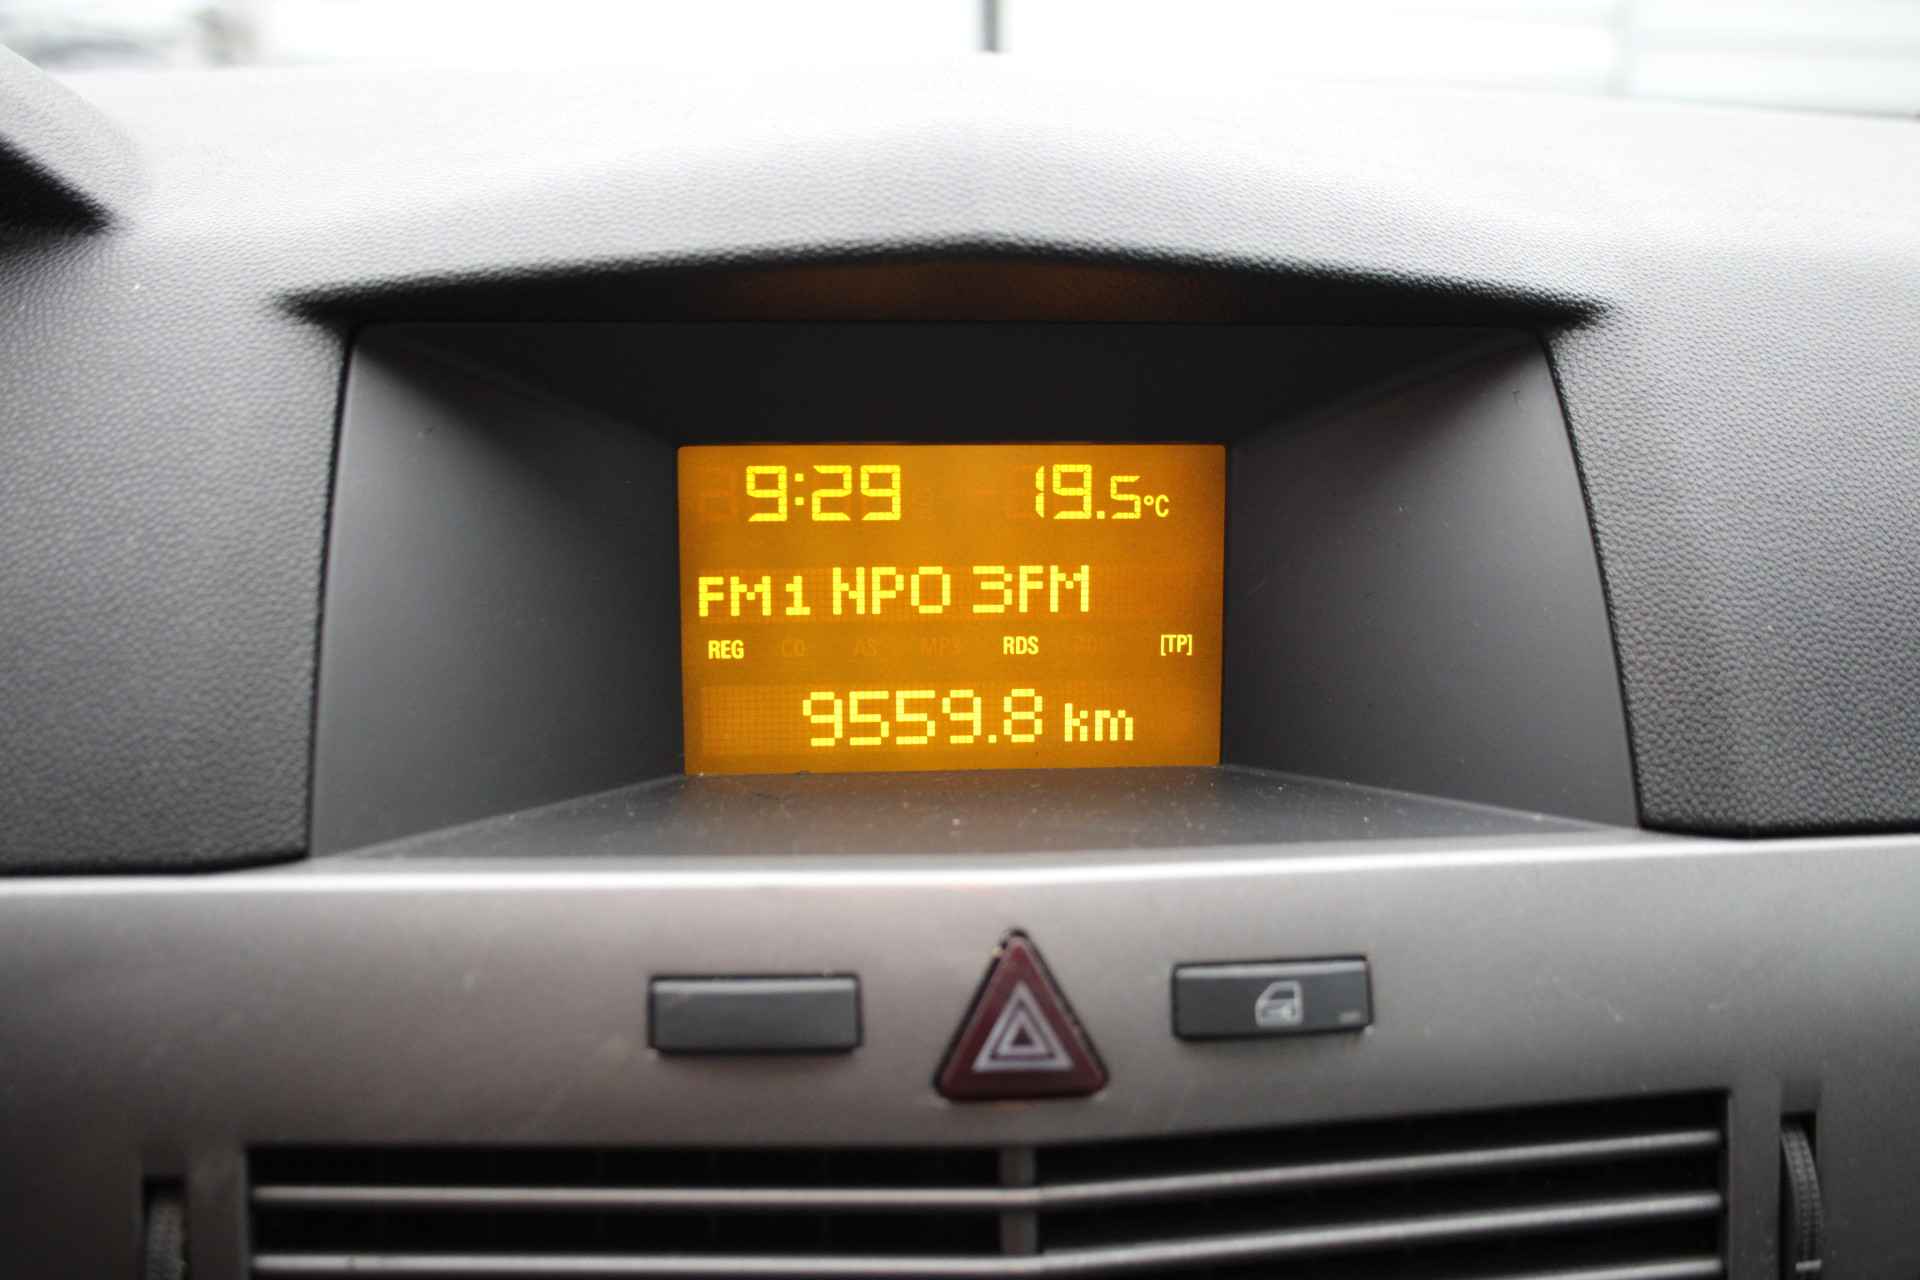 9:29 19.5°C
FM1 NPO 3FM
REG RDS [TP]
9559.8 km